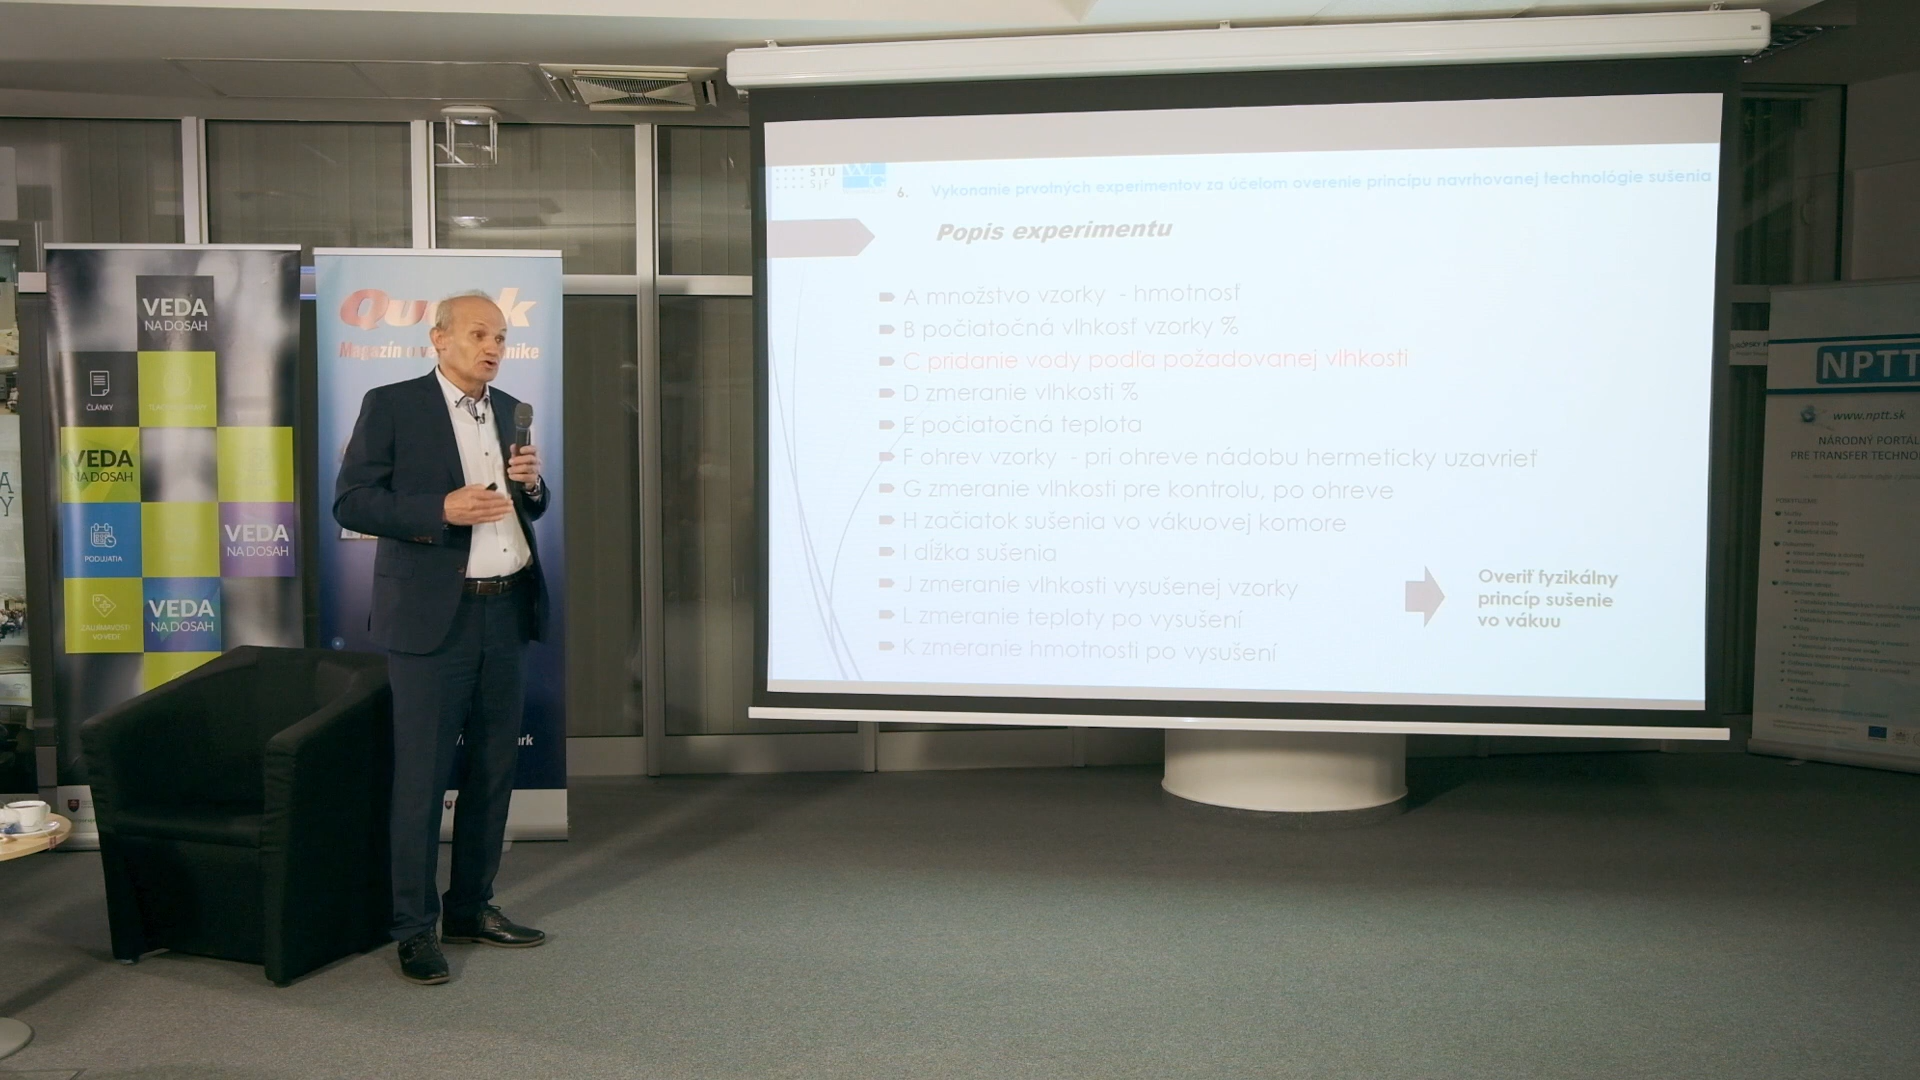 STU
SjF
6. Vykonanie prvotných experimentov za účelom overenie princípu navrhovanej technológie sušenia
Popis experimentu
A množstvo vzorky - hmotnosť
B počiatočná vlhkosť vzorky %
C pridanie vody podľa požadovanej vlhkosti
D zmeranie vlhkosti %
E počiatočná teplota
F ohrev vzorky - pri ohreve nádobu hermeticky uzavrieť
G zmeranie vlhkosti pre kontrolu, po ohreve
H začiatok sušenia vo vákuovej komore
I dĺžka sušenia
J zmeranie vlhkosti vysušenej vzorky
L zmeranie teploty po vysušení
K zmeranie hmotnosti po vysušení
Overiť fyzikálny
princíp sušenie
vo vákuu
VEDA
NA DOSAH
ČLÁNKY
VEDA
NA DOSAH
PODUJATIA
VEDA
NA DOSAH
ZAUJÍMAVOSTI
VO VEDE
VEDA
NA DOSAH
Qu k
Magazín o ve nike
NPTT
www.nptt.sk
NÁRODNÝ PORTÁL
PRE TRANSFER TECHNO